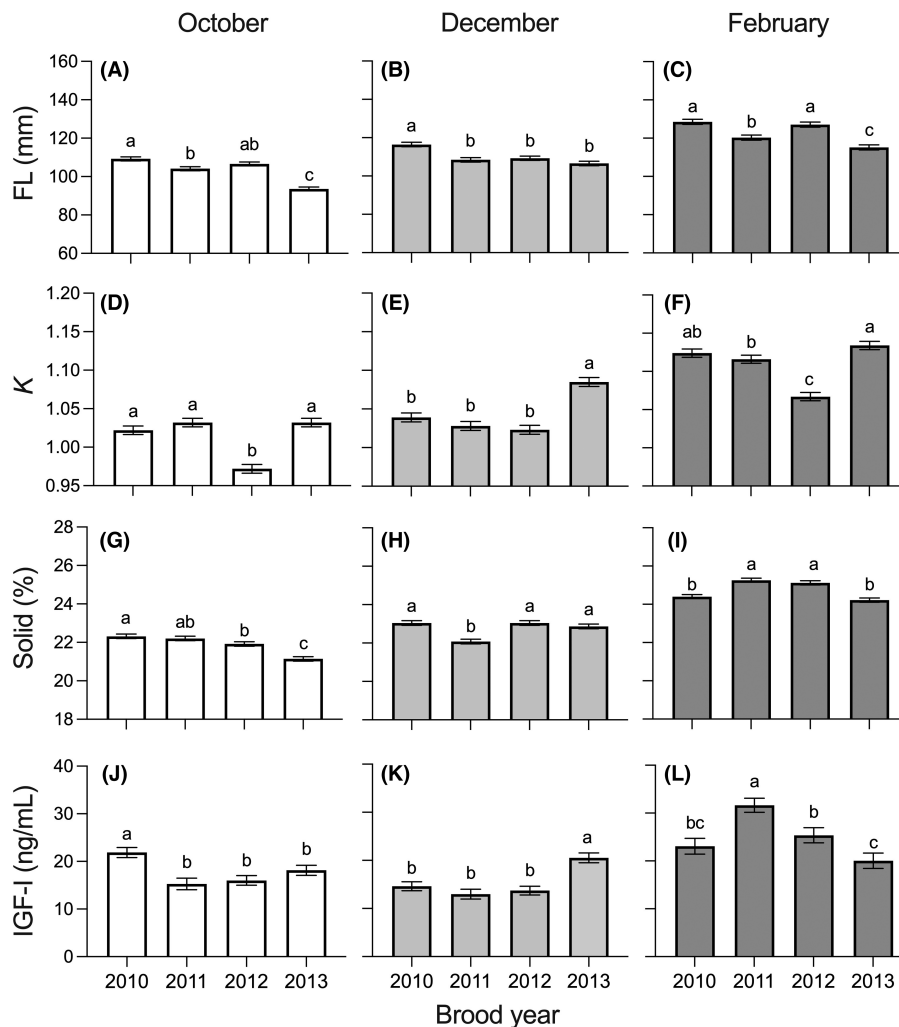 October December February
(A) (B) (C)
FL (mm)
160
140
120
100
80
60
a b ab c
a b b b
a b a c
(D) (E) (F)
K
1.20
1.15
1.10
1.05
1.00
0.95
a a b a
b b b a
ab b c a
(G) (H) (I)
Solid (%)
28
26
24
22
20
18
a ab b c
a b a a
b a a b
(J) (K) (L)
IGF-I (ng/mL)
40
30
20
10
0
a b b b
b b b a
bc a b c
2010 2011 2012 2013 2010 2011 2012 2013 2010 2011 2012 2013
Brood year